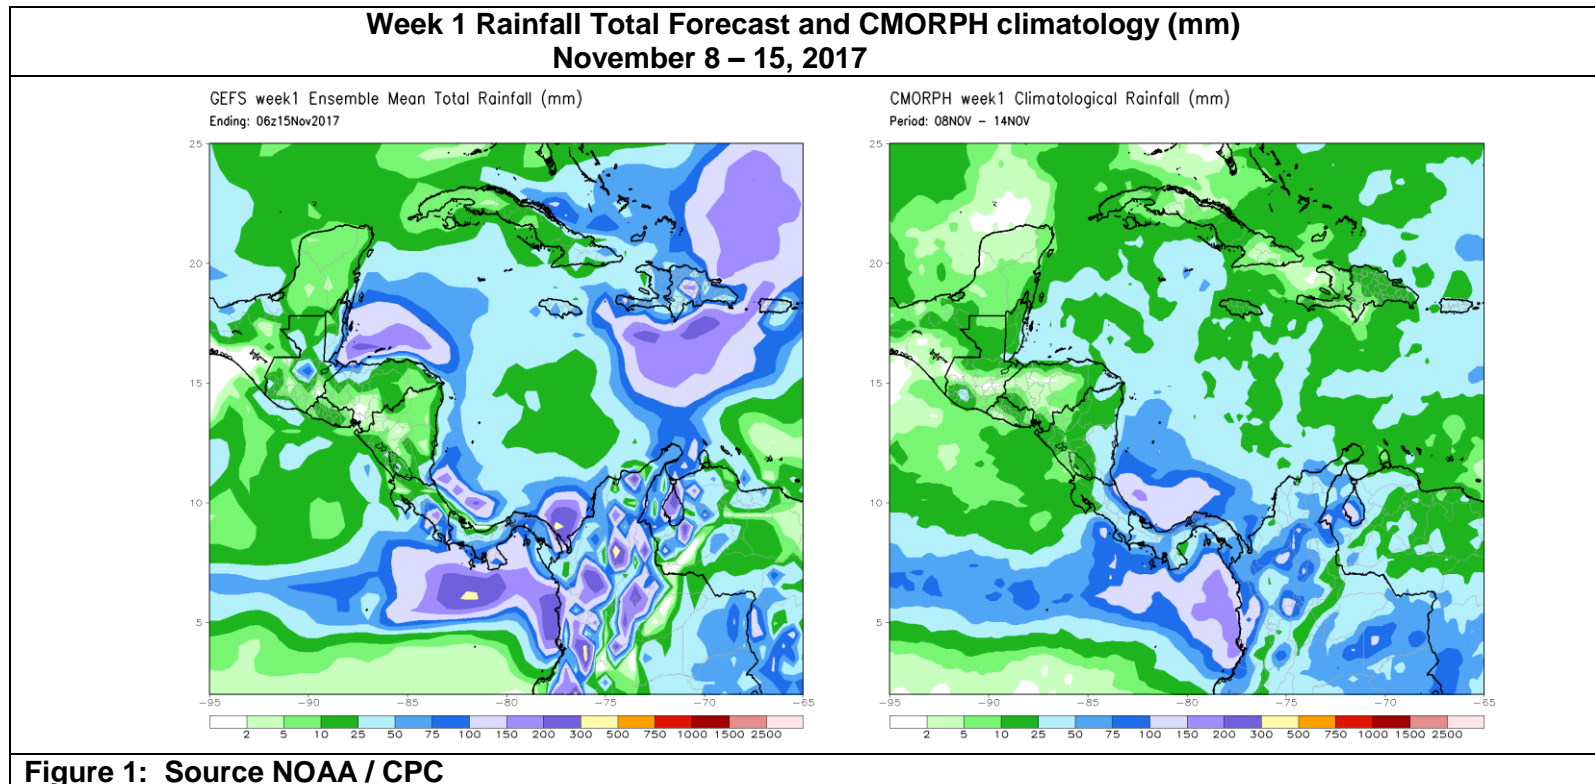 Week 1 Rainfall Total Forecast and CMORPH climatology (mm)
November 8 – 15, 2017
GEFS week1 Ensemble Mean Total Rainfall (mm)
Ending: 06z15Nov2017
25
20
15
10
5
-95 -90 -85 -80 -75 -70 -65
2 5 10 25 50 75 100 150 200 300 500 750 1000 1500 2500
CMORPH week1 Climatological Rainfall (mm)
Period: 08NOV – 14NOV
25
20
15
10
5
-95 -90 -85 -80 -75 -70 -65
2 5 10 25 50 75 100 150 200 300 500 750 1000 1500 2500
Figure 1: Source NOAA / CPC